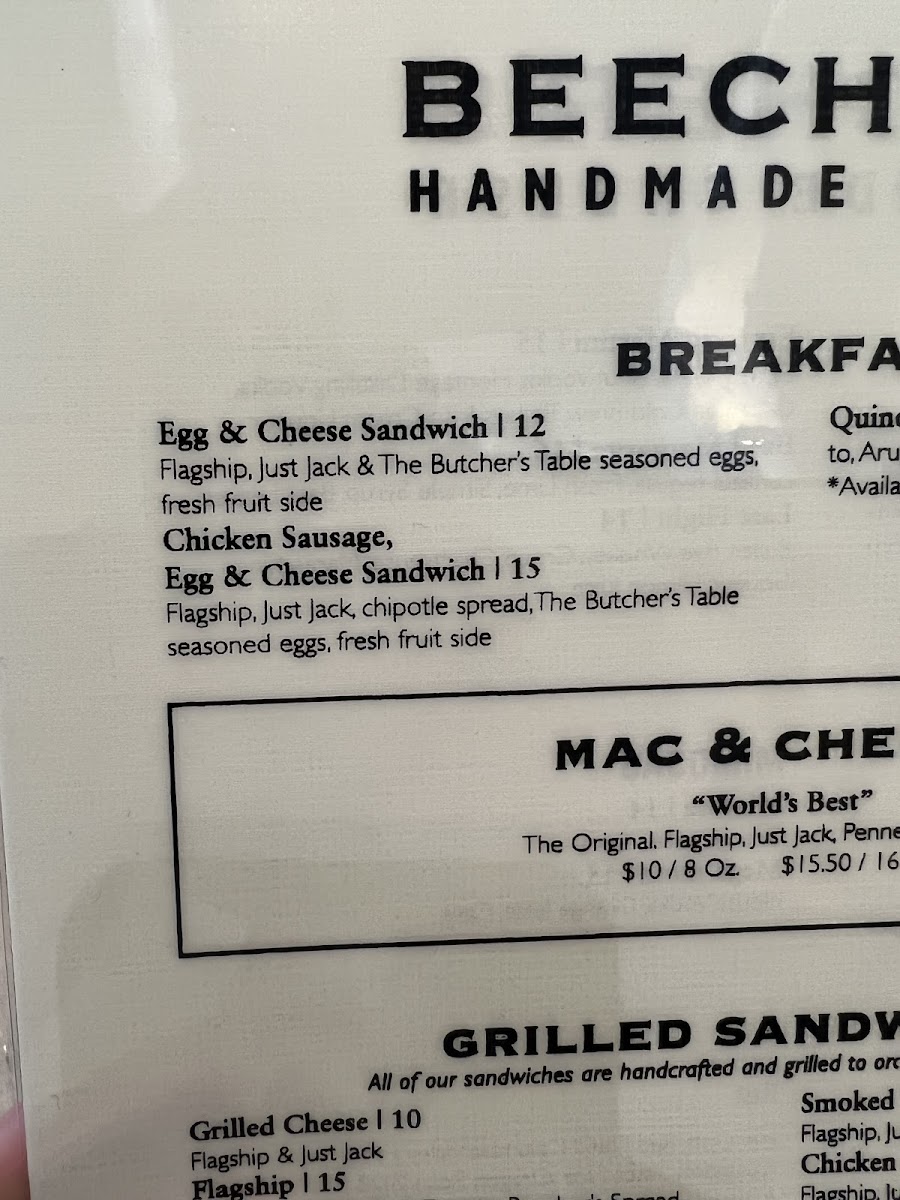 BEECH
HANDMADE
BREAKFA
Egg & Cheese Sandwich | 12
Flagship, Just Jack & The Butcher's Table seasoned eggs,
fresh fruit side
Chicken Sausage,
Egg & Cheese Sandwich | 15
Flagship, Just Jack, chipotle spread, The Butcher's Table
seasoned eggs, fresh fruit side
Quino
to, Aru
*Availa
MAC & CHE
"World's Best"
The Original. Flagship, Just Jack, Penne
$10 / 8 Oz. $15.50 / 16
GRILLED SANDW
All of our sandwiches are handcrafted and grilled to orc
Grilled Cheese | 10
Flagship & Just Jack
Flagship | 15
Smoked
Flagship, Ju
Chicken
Flagship, Ju